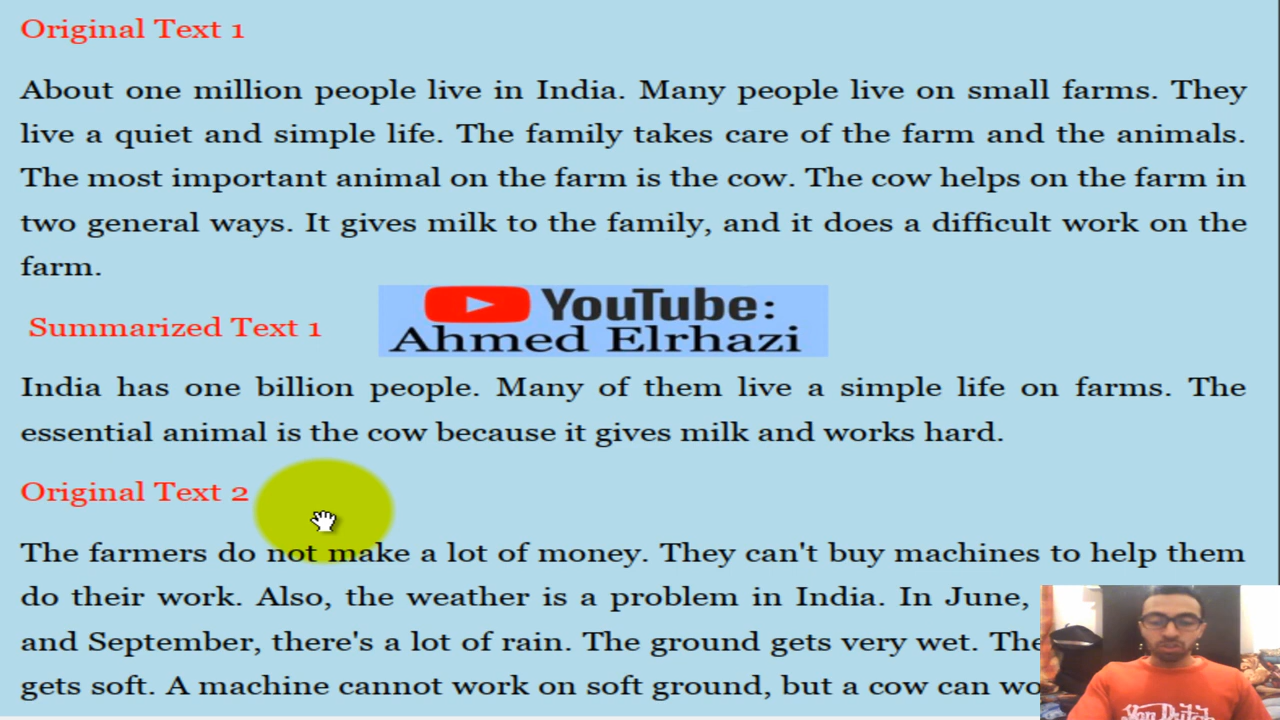 Original Text 1
About one million people live in India. Many people live on small farms. They
live a quiet and simple life. The family takes care of the farm and the animals.
The most important animal on the farm is the cow. The cow helps on the farm in
two general ways. It gives milk to the family, and it does a difficult work on the
farm.
YouTube:
Ahmed Elrhazi
Summarized Text 1
India has one billion people. Many of them live a simple life on farms. The
essential animal is the cow because it gives milk and works hard.
Original Text 2
The farmers do not make a lot of money. They can't buy machines to help them
do their work. Also, the weather is a problem in India. In June,
and September, there's a lot of rain. The ground gets very wet.
gets soft. A machine cannot work on soft ground, but a cow can